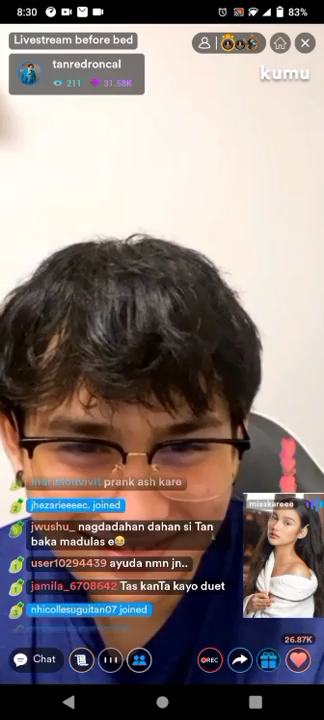 8:30
83%
Livestream before bed
tanredroncal
211 31.58K
kumu
prank ash kare
jhezarieeeec. joined
jwushu_ nagdadahan dahan si Tan
baka madulas e😂
misskareee
user10294439 ayuda nmn jn..
jamila_6708642 Tas kanTa kayo duet
nhicollesuguitan07 joined
26.87K
Chat
REC